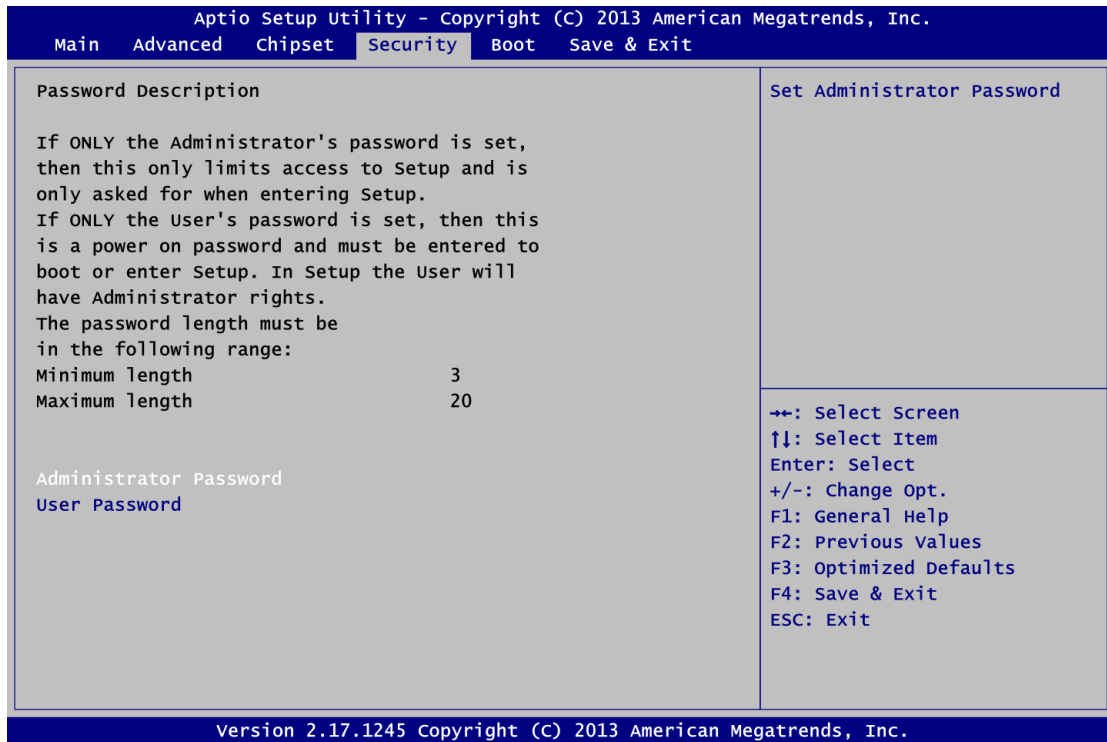 Aptio Setup Utility - Copyright (C) 2013 American Megatrends, Inc.
Main Advanced Chipset Security Boot Save & Exit
Password Description
If ONLY the Administrator's password is set,
then this only limits access to Setup and is
only asked for when entering Setup.
If ONLY the User's password is set, then this
is a power on password and must be entered to
boot or enter Setup. In Setup the User will
have Administrator rights.
The password length must be
in the following range:
Minimum length 3
Maximum length 20
Administrator Password
User Password
Set Administrator Password
→←: Select Screen
↑↓: Select Item
Enter: Select
+/-: Change Opt.
F1: General Help
F2: Previous Values
F3: Optimized Defaults
F4: Save & Exit
ESC: Exit
Version 2.17.1245 Copyright (C) 2013 American Megatrends, Inc.